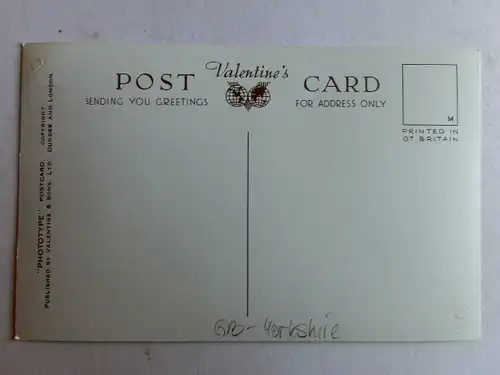 Valentine's
POST CARD
SENDING YOU GREETINGS
FOR ADDRESS ONLY
M
PRINTED IN
GT BRITAIN
"PHOTOTYPE" POSTCARD. COPYRIGHT
PUBLISHED BY VALENTINE & SONS, LTD. DUNDEE AND LONDON
GB-Yorkshire